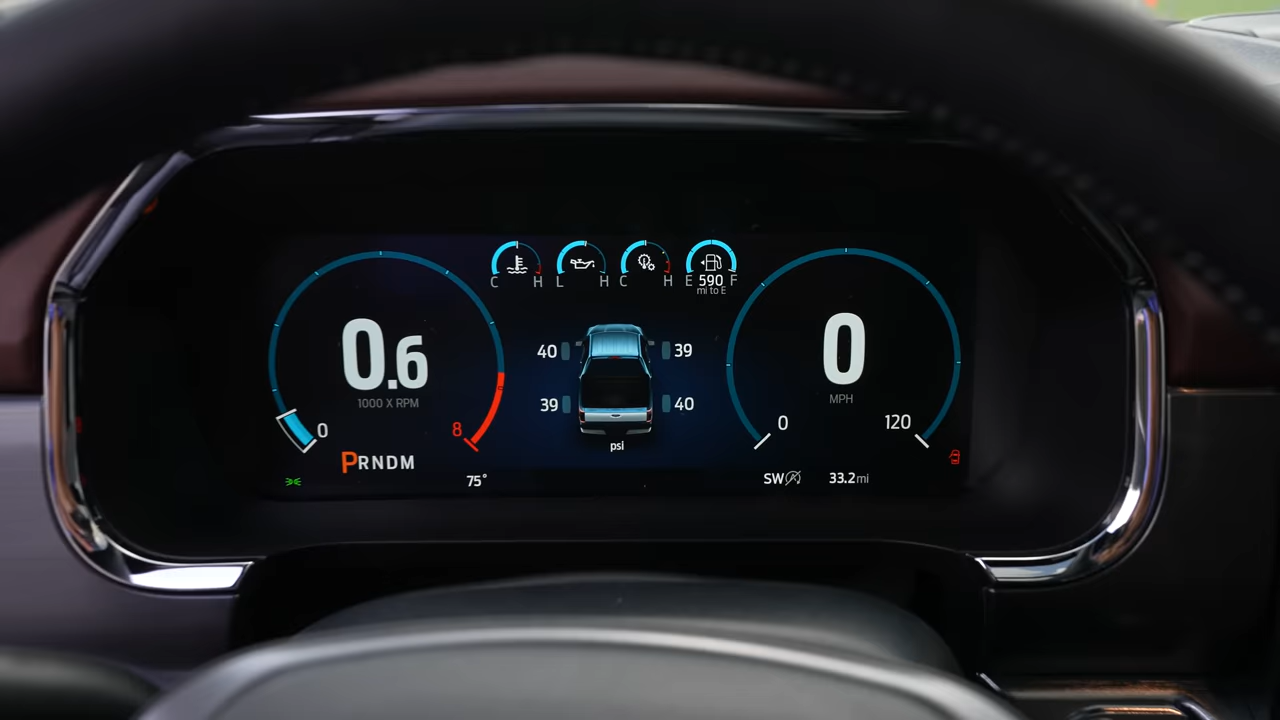 C H L H C H E 590 F
mi to E
0.6
1000 X RPM
0 8
PRNDM
75°
40 39
39 40
psi
0
MPH
0 120
SW 33.2mi